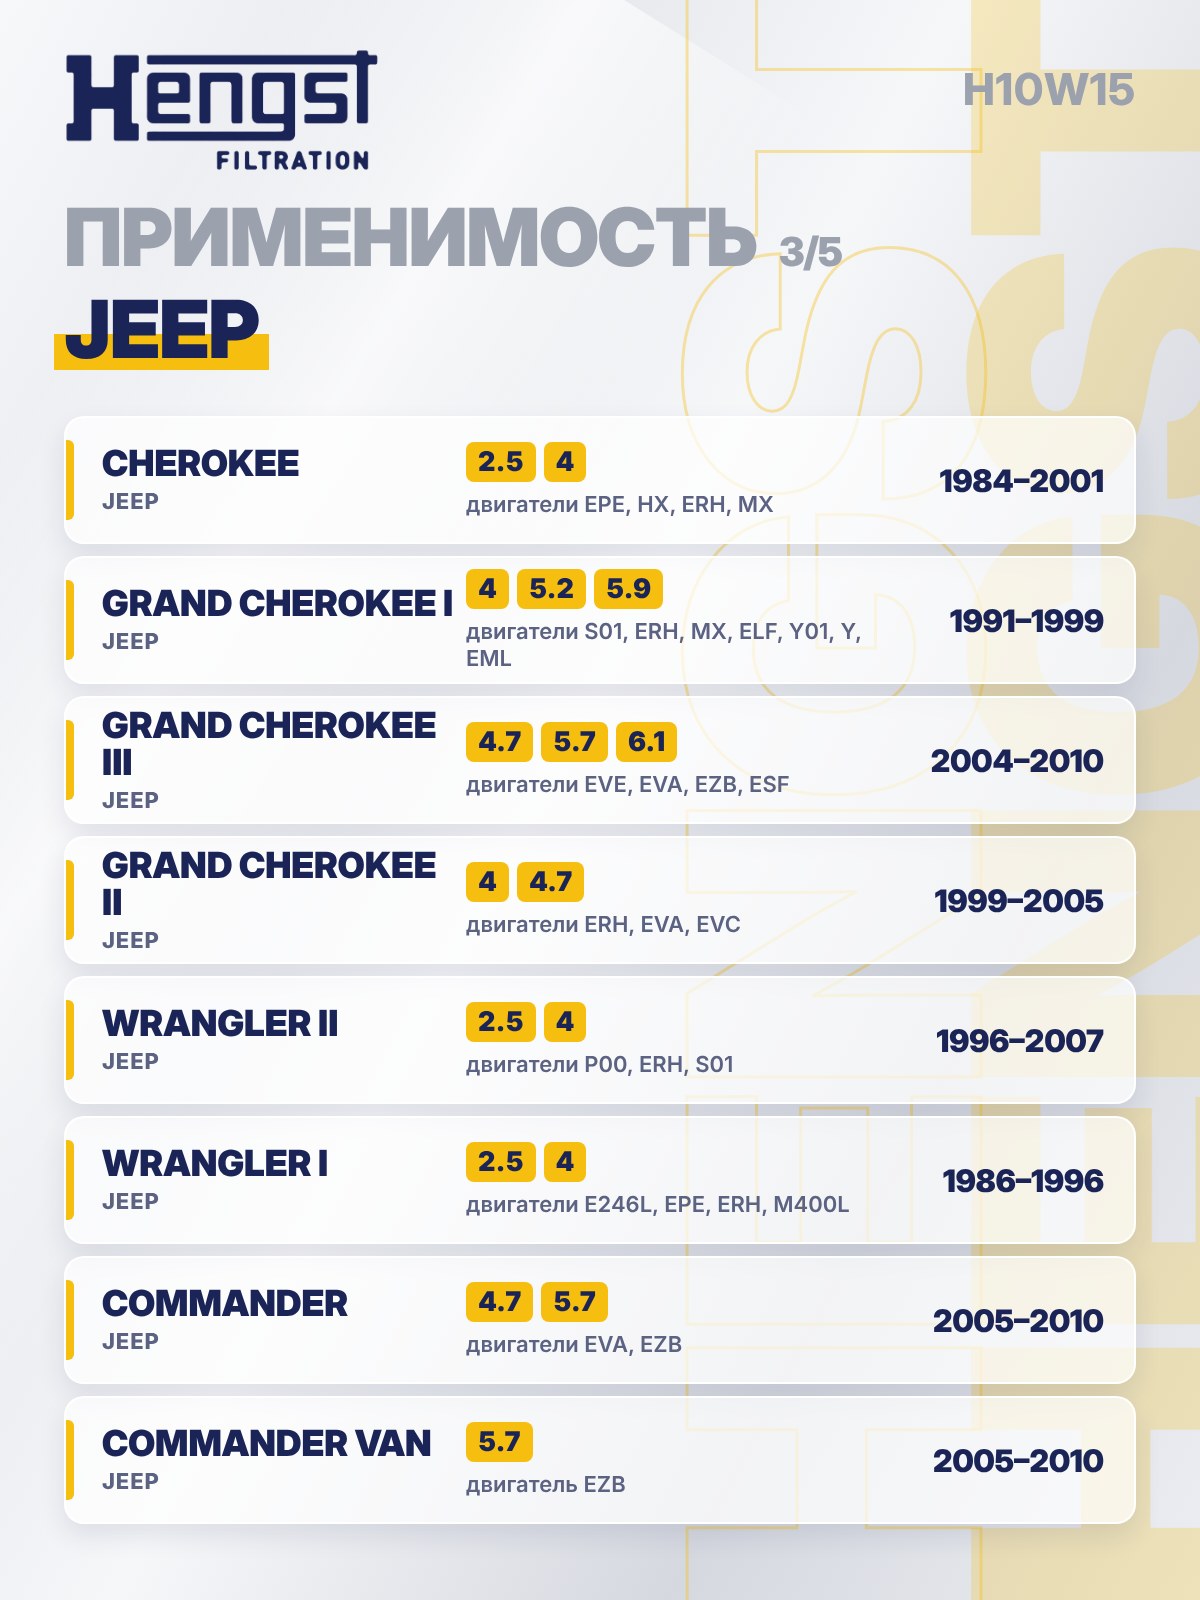 Hengst
FILTRATION
H10W15
ПРИМЕНИМОСТЬ 3/5
JEEP
CHEROKEE
JEEP
2.5 4
двигатели EPE, HX, ERH, MX
1984–2001
GRAND CHEROKEE I
JEEP
4 5.2 5.9
двигатели S01, ERH, MX, ELF, Y01, Y,
EML
1991–1999
GRAND CHEROKEE
III
JEEP
4.7 5.7 6.1
двигатели EVE, EVA, EZB, ESF
2004–2010
GRAND CHEROKEE
II
JEEP
4 4.7
двигатели ERH, EVA, EVC
1999–2005
WRANGLER II
JEEP
2.5 4
двигатели P00, ERH, S01
1996–2007
WRANGLER I
JEEP
2.5 4
двигатели E246L, EPE, ERH, M400L
1986–1996
COMMANDER
JEEP
4.7 5.7
двигатели EVA, EZB
2005–2010
COMMANDER VAN
JEEP
5.7
двигатель EZB
2005–2010
HENGST
HENGST